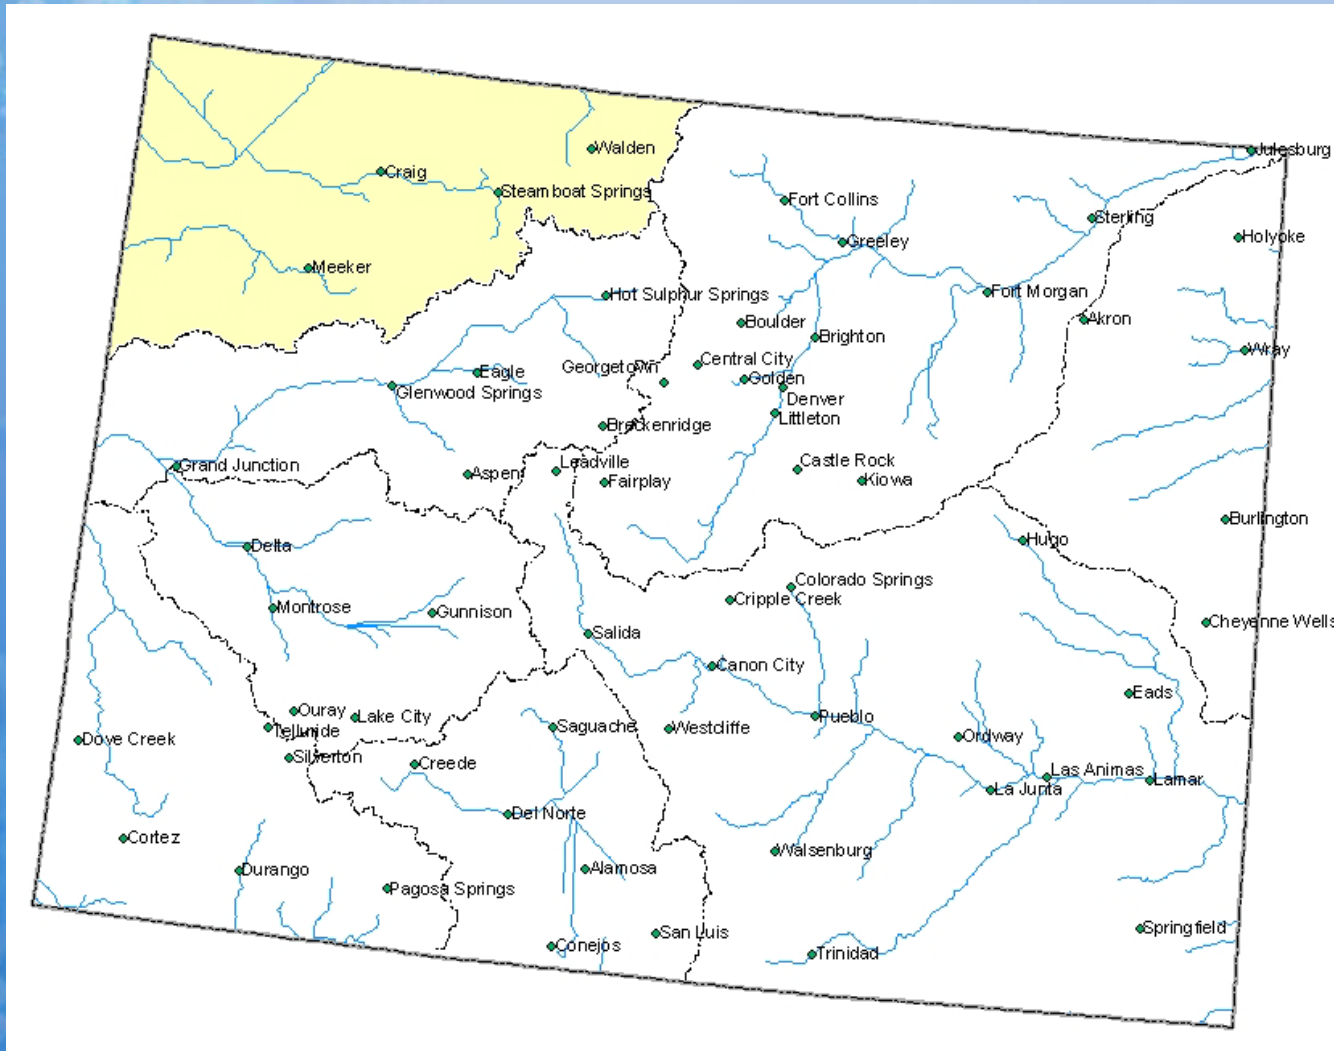 Julesburg
Walden
Craig
Steamboat Springs
Fort Collins
Sterling
Holyoke
Greeley
Meeker
Hot Sulphur Springs
Fort Morgan
Boulder
Akron
Brighton
Wray
Central City
Georgetown
Eagle
Golden
Glenwood Springs
Denver
Littleton
Breckenridge
Leadville
Castle Rock
Grand Junction
Aspen
Fairplay
Kiowa
Burlington
Delta
Hugo
Colorado Springs
Cripple Creek
Montrose
Gunnison
Cheyenne Wells
Salida
Canon City
Eads
Ouray
Lake City
Pueblo
Telluride
Saguache
Westcliffe
Ordway
Dove Creek
Silverton
Creede
Las Animas
Lamar
La Junta
Del Norte
Cortez
Walsenburg
Durango
Alamosa
Pagosa Springs
San Luis
Springfield
Conejos
Trinidad